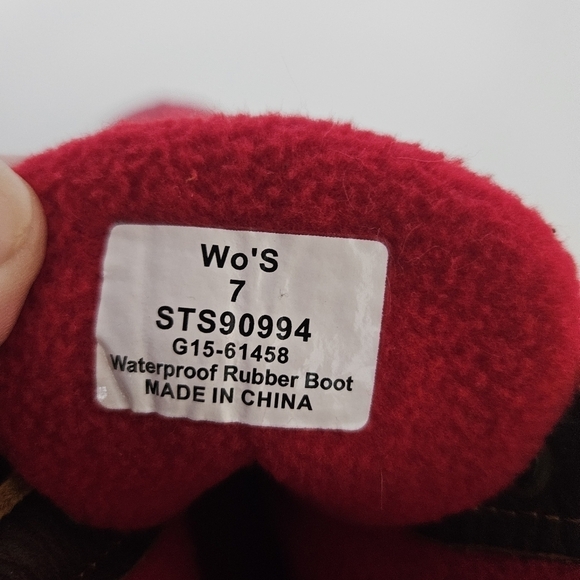 Wo'S
7
STS90994
G15-61458
Waterproof Rubber Boot
MADE IN CHINA